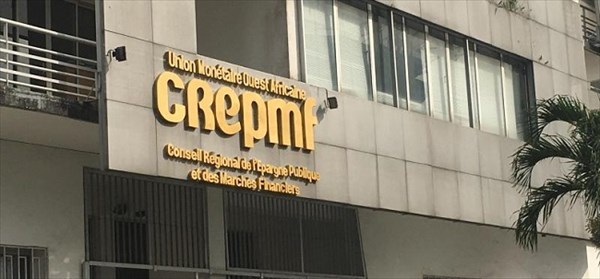 Union Monétaire Ouest Africaine
CREPMF
Conseil Régional de l'Epargne Publique
et des Marchés Financiers